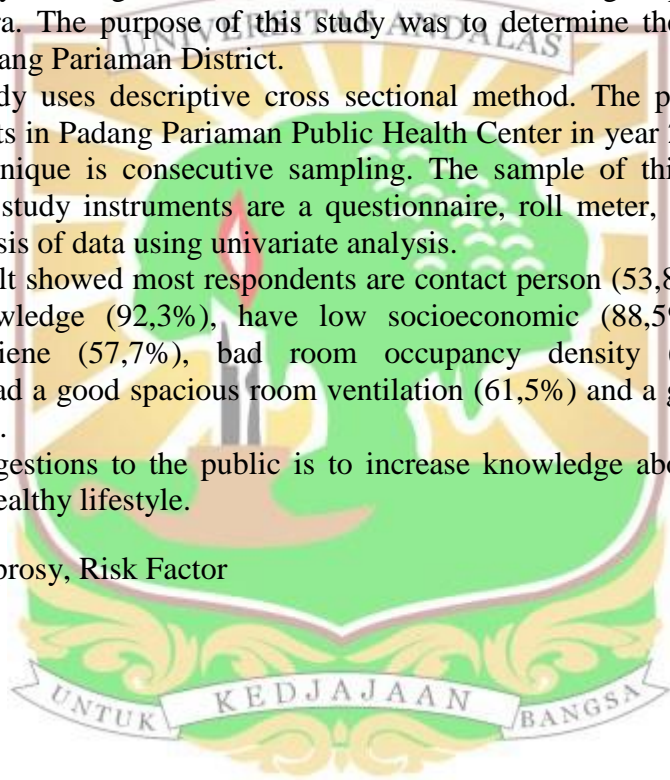 ra. The purpose of this study was to determine the
UNIVERSITAS ANDALAS
ang Pariaman District.
dy uses descriptive cross sectional method. The p
ts in Padang Pariaman Public Health Center in year
nique is consecutive sampling. The sample of thi
study instruments are a questionnaire, roll meter,
sis of data using univariate analysis.
lt showed most respondents are contact person (53,8
wledge (92,3%), have low socioeconomic (88,5%
iene (57,7%), bad room occupancy density (
ad a good spacious room ventilation (61,5%) and a g
.
gestions to the public is to increase knowledge abo
ealthy lifestyle.
prosy, Risk Factor
UNTUK KEDJAJAAN BANGSA